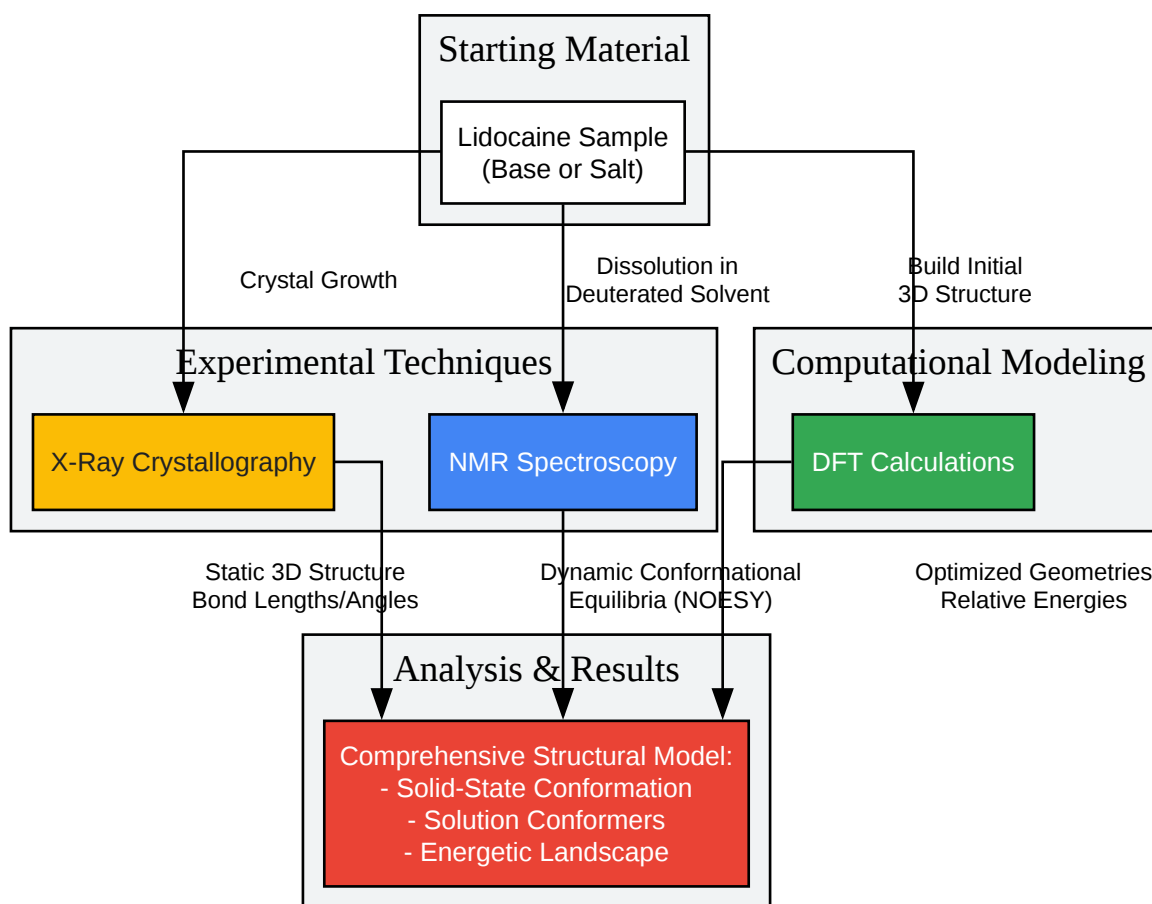 Starting Material
Lidocaine Sample
(Base or Salt)
Crystal Growth
Dissolution in
Deuterated Solvent
Build Initial
3D Structure
Experimental Techniques
Computational Modeling
X-Ray Crystallography
NMR Spectroscopy
DFT Calculations
Static 3D Structure
Bond Lengths/Angles
Dynamic Conformational
Equilibria (NOESY)
Optimized Geometries
Relative Energies
Analysis & Results
Comprehensive Structural Model:
- Solid-State Conformation
- Solution Conformers
- Energetic Landscape